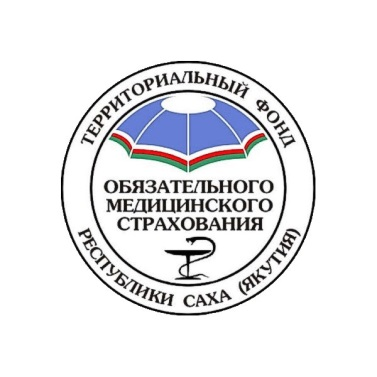 ТЕРРИТОРИАЛЬНЫЙ ФОНД
ОБЯЗАТЕЛЬНОГО
МЕДИЦИНСКОГО
СТРАХОВАНИЯ
РЕСПУБЛИКИ САХА (ЯКУТИЯ)